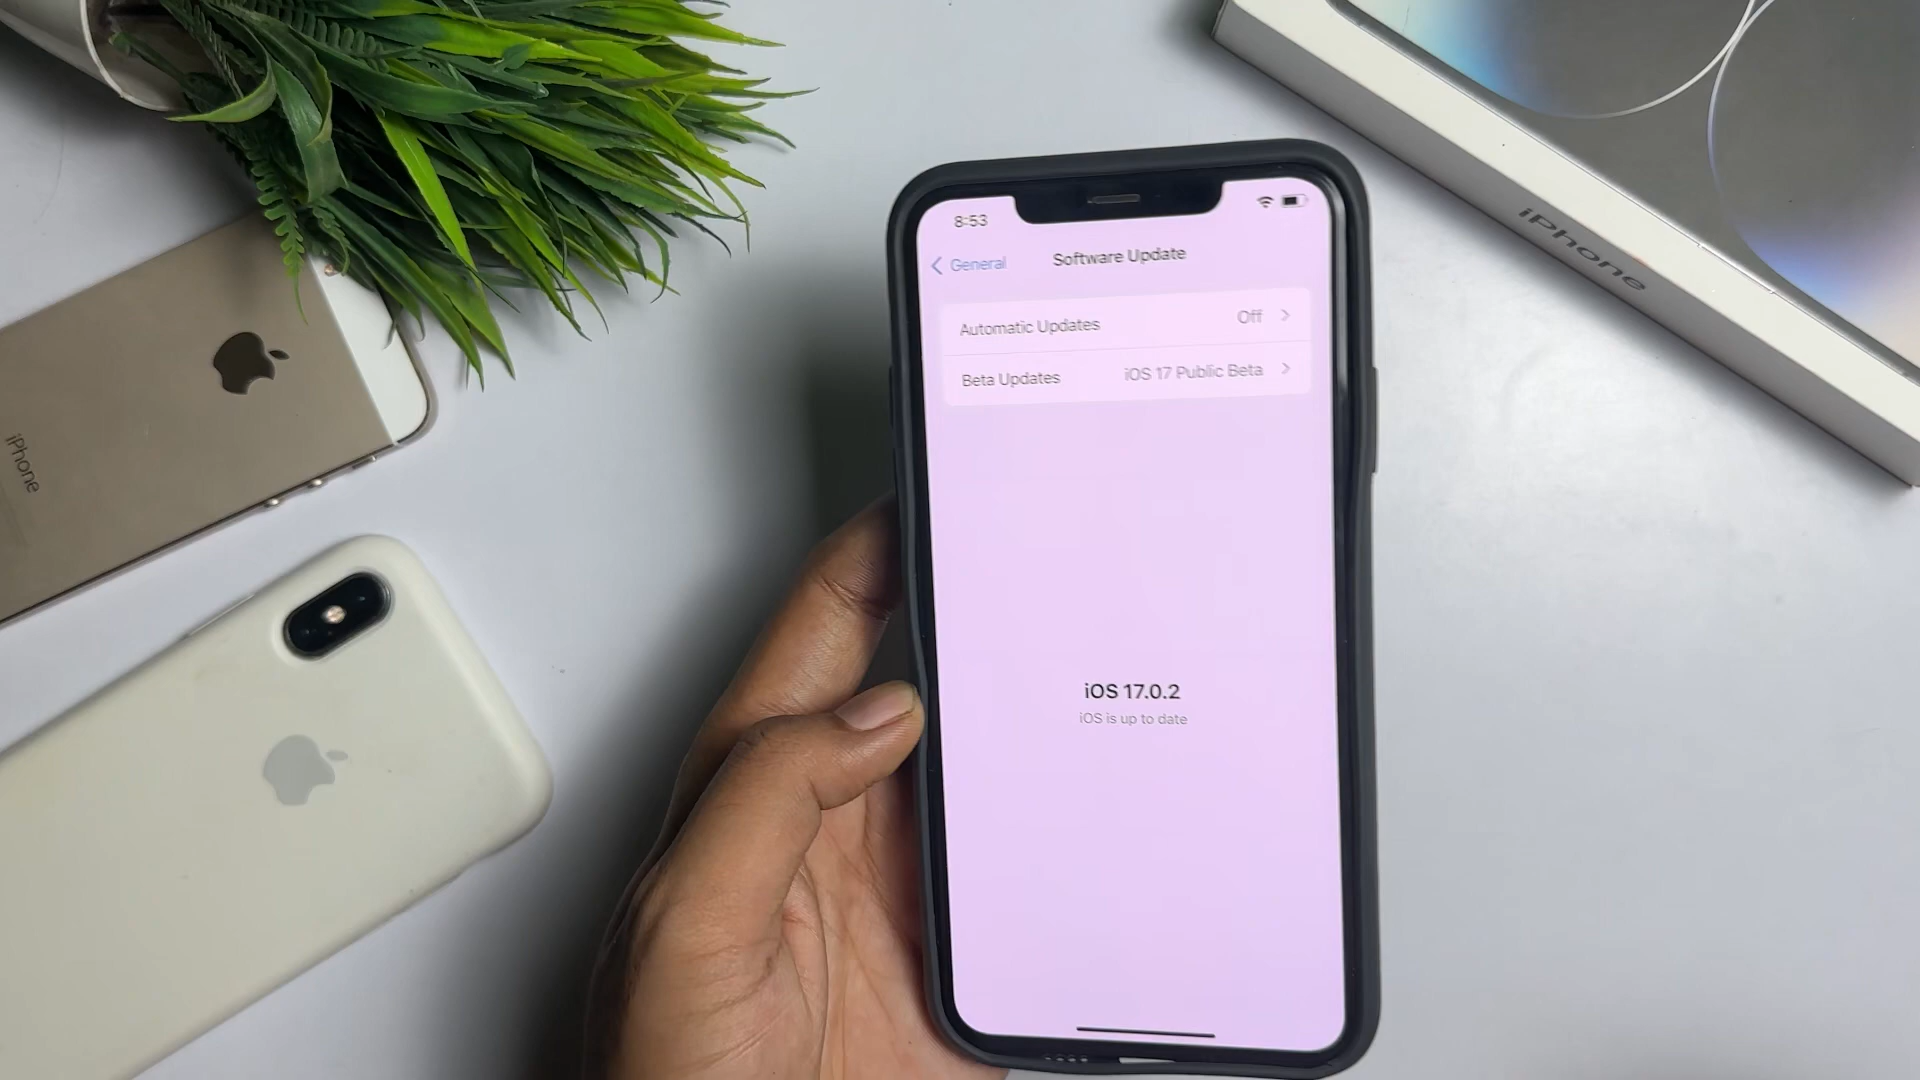 8:53
General
Software Update
Automatic Updates Off
Beta Updates iOS 17 Public Beta
iOS 17.0.2
iOS is up to date
iPhone
iPhone